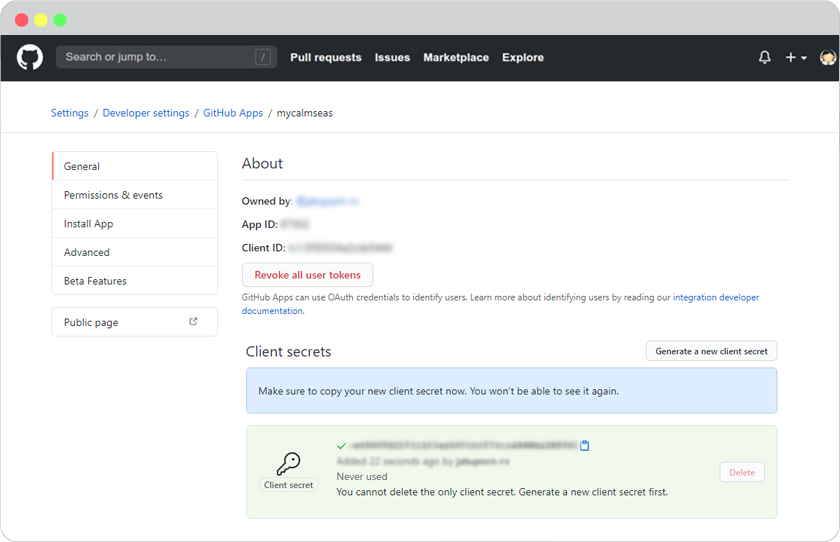 Search or jump to… /
Pull requests Issues Marketplace Explore
Settings / Developer settings / GitHub Apps / mycalmseas
General
Permissions & events
Install App
Advanced
Beta Features
Public page
About
Owned by:
App ID:
Client ID:
Revoke all user tokens
GitHub Apps can use OAuth credentials to identify users. Learn more about identifying users by reading our integration developer
documentation.
Client secrets
Generate a new client secret
Make sure to copy your new client secret now. You won't be able to see it again.
Client secret
Added 22 seconds ago by
Never used
You cannot delete the only client secret. Generate a new client secret first.
Delete